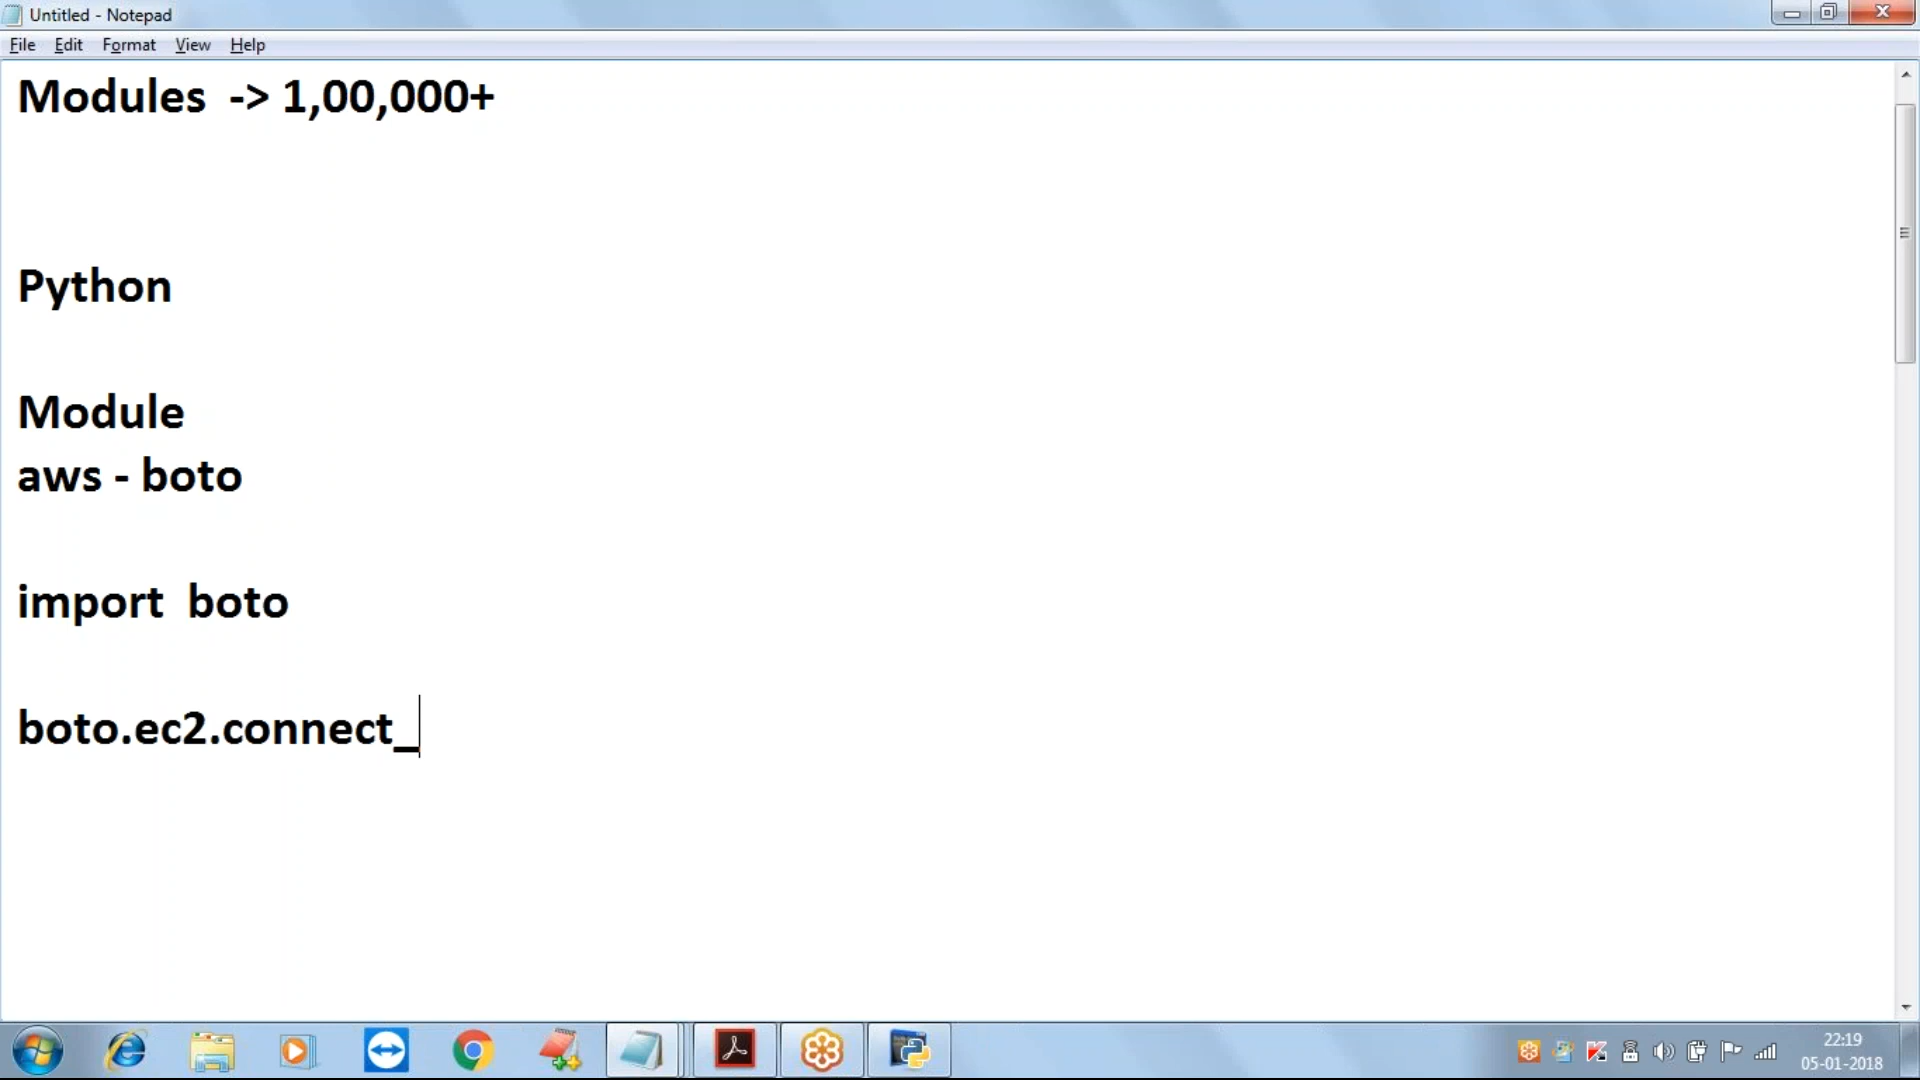 Untitled - Notepad
File Edit Format View Help
Modules -> 1,00,000+
Python
Module
aws - boto
import boto
boto.ec2.connect_
22:19
05-01-2018